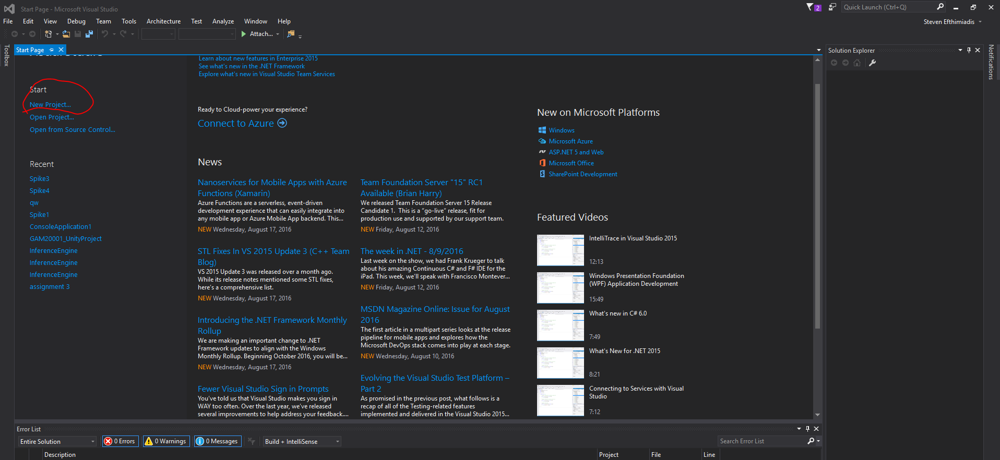 Start Page - Microsoft Visual Studio
2
Quick Launch (Ctrl+Q)
File Edit View Debug Team Tools Architecture Test Analyze Window Help
Steven Efthimiadis
Attach...
Toolbox
Start Page
Solution Explorer
Notifications
Learn about new features in Enterprise 2015
See what's new in the .NET Framework
Explore what's new in Visual Studio Team Services
Start
New Project...
Open Project...
Open from Source Control...
Recent
Spike3
Spike4
qw
Spike1
ConsoleApplication1
GAM20001_UnityProject
InferenceEngine
InferenceEngine
InferenceEngine
assignment 3
Ready to Cloud-power your experience?
Connect to Azure
News
Nanoservices for Mobile Apps with Azure
Functions (Xamarin)
Azure Functions are a serverless, event-driven
development experience that can easily integrate into
any mobile app or Azure Mobile App backend. This...
NEW Wednesday, August 17, 2016
STL Fixes In VS 2015 Update 3 (C++ Team
Blog)
VS 2015 Update 3 was released over a month ago.
While its release notes mentioned some STL fixes,
here's a comprehensive list.
NEW Wednesday, August 17, 2016
Introducing the .NET Framework Monthly
Rollup
We are making an important change to .NET
Framework updates to align with the Windows
Monthly Rollup. Beginning October 2016, you will be...
NEW Wednesday, August 17, 2016
Fewer Visual Studio Sign in Prompts
You've told us that Visual Studio makes you sign in
WAY too often. Over the last year, we've released
several improvements to help address your feedback....
Team Foundation Server "15" RC1
Available (Brian Harry)
We released Team Foundation Server 15 Release
Candidate 1. This is a "go-live" release, fit for
production use and supported by our support team.
NEW Friday, August 12, 2016
The week in .NET - 8/9/2016
Last week on the show, we had Frank Krueger to talk
about his amazing Continuous C# and F# IDE for the
iPad. This week, we'll speak with Francisco Montever...
NEW Friday, August 12, 2016
MSDN Magazine Online: Issue for August
2016
The first article in a multipart series looks at the release
pipeline for mobile apps and explores how the
Microsoft DevOps stack comes into play at each stage.
NEW Wednesday, August 10, 2016
Evolving the Visual Studio Test Platform –
Part 2
As promised in the previous post, what follows is a
recap of all of the Testing-related features
implemented and delivered in the Visual Studio 2015...
New on Microsoft Platforms
Windows
Microsoft Azure
ASP.NET 5 and Web
Microsoft Office
SharePoint Development
Featured Videos
IntelliTrace in Visual Studio 2015
12:13
Windows Presentation Foundation
(WPF) Application Development
15:49
What's new in C# 6.0
7:49
What's New for .NET 2015
8:21
Connecting to Services with Visual
Studio
7:12
Error List
Entire Solution
0 Errors
0 Warnings
0 Messages
Build + IntelliSense
Search Error List
Description Project File Line